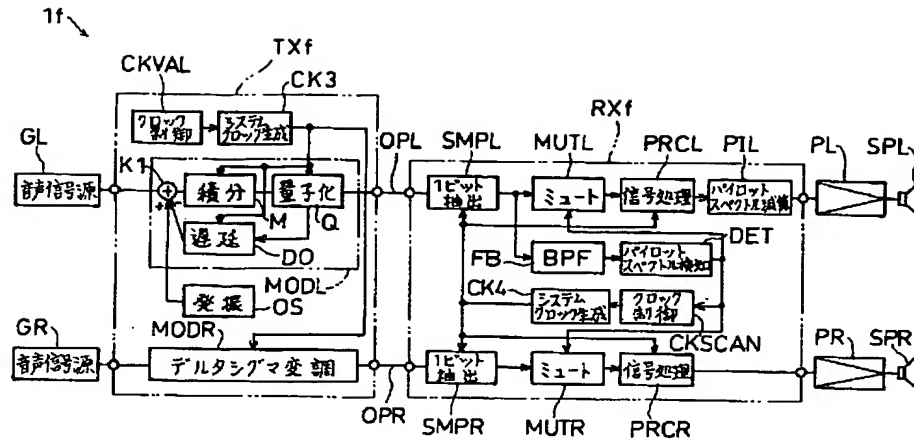 1f
TXf
CKVAL
CK3
クロック
制御
システム
クロック生成
RXf
GL
K1
OPL
SMPL
MUTL
PRCL
PIL
PL
SPL
音声信号源
積分
量子化
1ビット
抽出
ミュート
信号処理
パイロット
スペクトル減衰
M
Q
遅延
DO
FB
BPF
パイロット
スペクトル検知
DET
MODL
CK4
システム
クロック生成
クロック
制御
発振
OS
GR
MODR
CKSCAN
PR
SPR
音声信号源
デルタシグマ変調
1ビット
抽出
ミュート
信号処理
OPR
SMPR
MUTR
PRCR